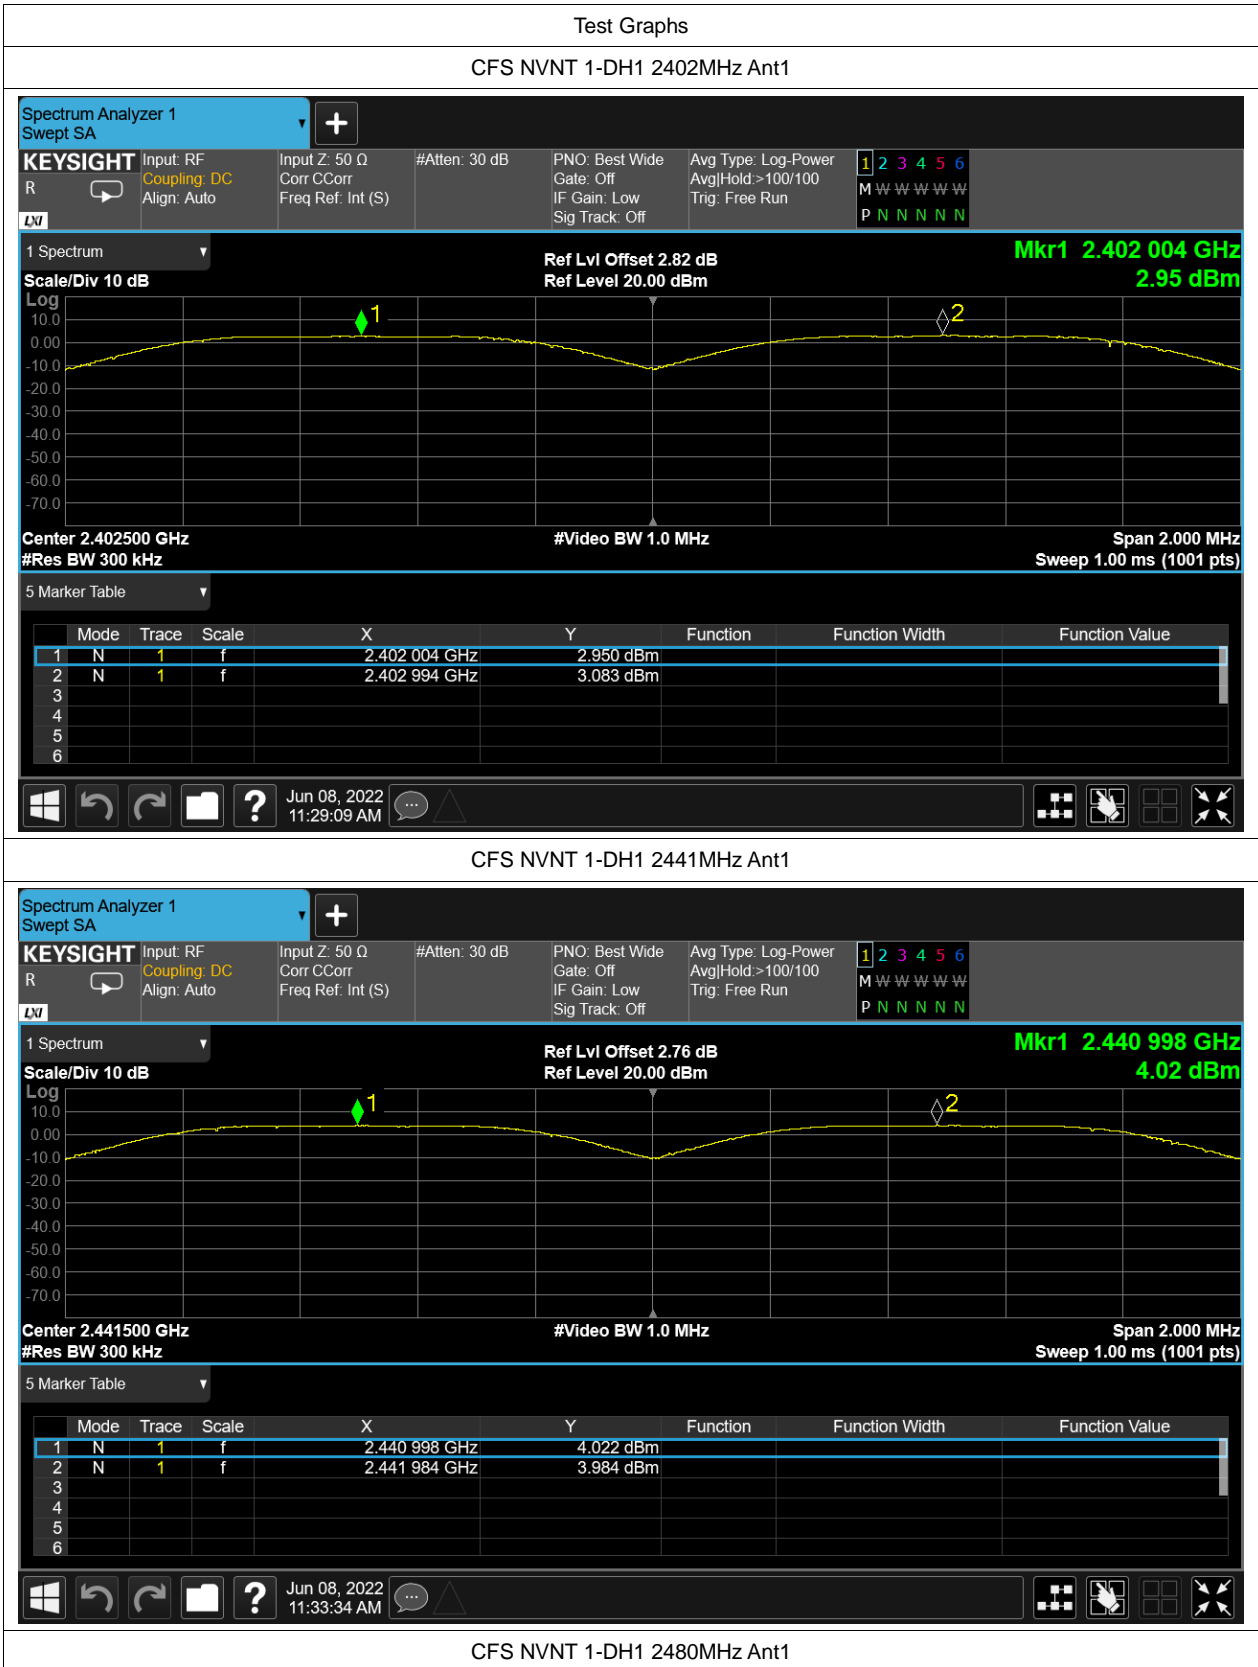 Test Graphs
CFS NVNT 1-DH1 2402MHz Ant1
Spectrum Analyzer 1
Swept SA
KEYSIGHT Input: RF Input Z: 50 Ω #Atten: 30 dB PNO: Best Wide Avg Type: Log-Power 1 2 3 4 5 6
R Coupling: DC Corr CCorr Gate: Off Avg|Hold:>100/100 M W W W W W
Align: Auto Freq Ref: Int (S) IF Gain: Low Trig: Free Run
LXI Sig Track: Off P N N N N N
1 Spectrum Ref Lvl Offset 2.82 dB Mkr1 2.402 004 GHz
Scale/Div 10 dB Ref Level 20.00 dBm 2.95 dBm
Log
10.0
0.00
-10.0
-20.0
-30.0
-40.0
-50.0
-60.0
-70.0
1 2
Center 2.402500 GHz #Video BW 1.0 MHz Span 2.000 MHz
#Res BW 300 kHz Sweep 1.00 ms (1001 pts)
5 Marker Table
Mode Trace Scale X Y Function Function Width Function Value
1 N 1 f 2.402 004 GHz 2.950 dBm
2 N 1 f 2.402 994 GHz 3.083 dBm
3
4
5
6
? Jun 08, 2022
11:29:09 AM
CFS NVNT 1-DH1 2441MHz Ant1
Spectrum Analyzer 1
Swept SA
KEYSIGHT Input: RF Input Z: 50 Ω #Atten: 30 dB PNO: Best Wide Avg Type: Log-Power 1 2 3 4 5 6
R Coupling: DC Corr CCorr Gate: Off Avg|Hold:>100/100 M W W W W W
Align: Auto Freq Ref: Int (S) IF Gain: Low Trig: Free Run
LXI Sig Track: Off P N N N N N
1 Spectrum Ref Lvl Offset 2.76 dB Mkr1 2.440 998 GHz
Scale/Div 10 dB Ref Level 20.00 dBm 4.02 dBm
Log
10.0
0.00
-10.0
-20.0
-30.0
-40.0
-50.0
-60.0
-70.0
1 2
Center 2.441500 GHz #Video BW 1.0 MHz Span 2.000 MHz
#Res BW 300 kHz Sweep 1.00 ms (1001 pts)
5 Marker Table
Mode Trace Scale X Y Function Function Width Function Value
1 N 1 f 2.440 998 GHz 4.022 dBm
2 N 1 f 2.441 984 GHz 3.984 dBm
3
4
5
6
? Jun 08, 2022
11:33:34 AM
CFS NVNT 1-DH1 2480MHz Ant1